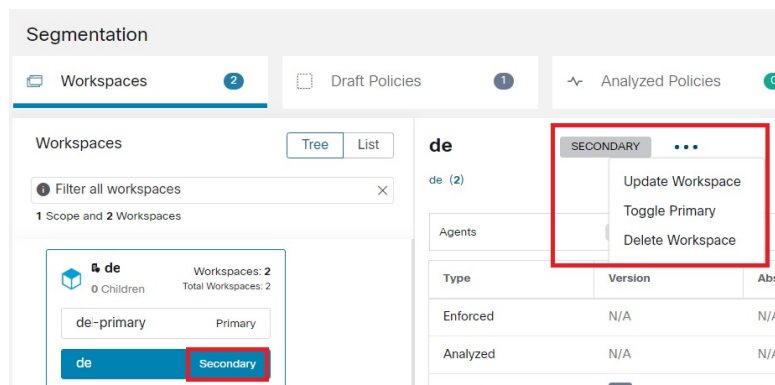 Segmentation
Workspaces 2
Draft Policies 1
Analyzed Policies
Workspaces Tree List
Filter all workspaces
1 Scope and 2 Workspaces
de Workspaces: 2
0 Children Total Workspaces: 2
de-primary Primary
de Secondary
de SECONDARY
de (2)
Update Workspace
Toggle Primary
Delete Workspace
Agents
Type Version Abs
Enforced N/A N/A
Analyzed N/A N/A